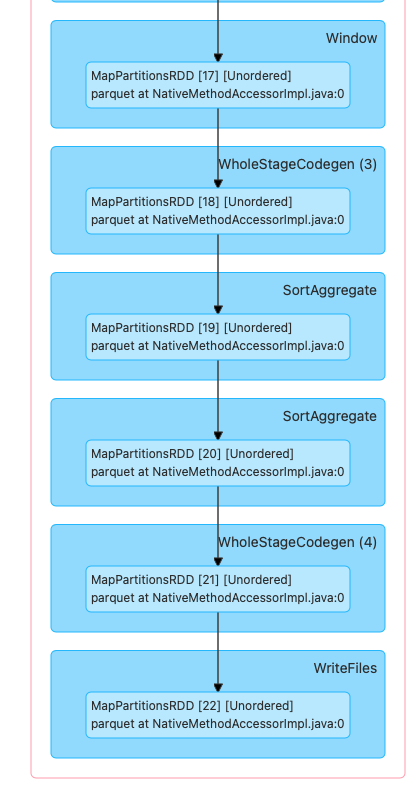 Window
MapPartitionsRDD [17] [Unordered]
parquet at NativeMethodAccessorImpl.java:0
WholeStageCodegen (3)
MapPartitionsRDD [18] [Unordered]
parquet at NativeMethodAccessorImpl.java:0
SortAggregate
MapPartitionsRDD [19] [Unordered]
parquet at NativeMethodAccessorImpl.java:0
SortAggregate
MapPartitionsRDD [20] [Unordered]
parquet at NativeMethodAccessorImpl.java:0
WholeStageCodegen (4)
MapPartitionsRDD [21] [Unordered]
parquet at NativeMethodAccessorImpl.java:0
WriteFiles
MapPartitionsRDD [22] [Unordered]
parquet at NativeMethodAccessorImpl.java:0